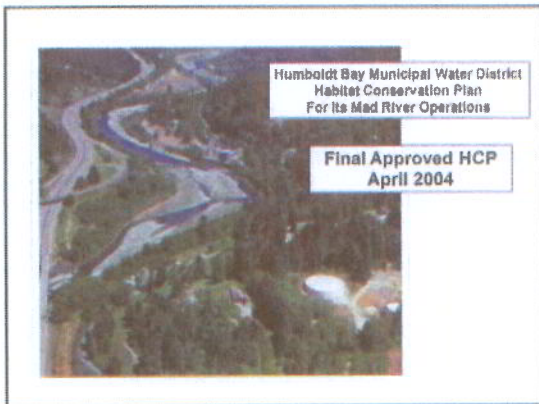 Humboldt Bay Municipal Water District
Habitat Conservation Plan
For its Mad River Operations
Final Approved HCP
April 2004